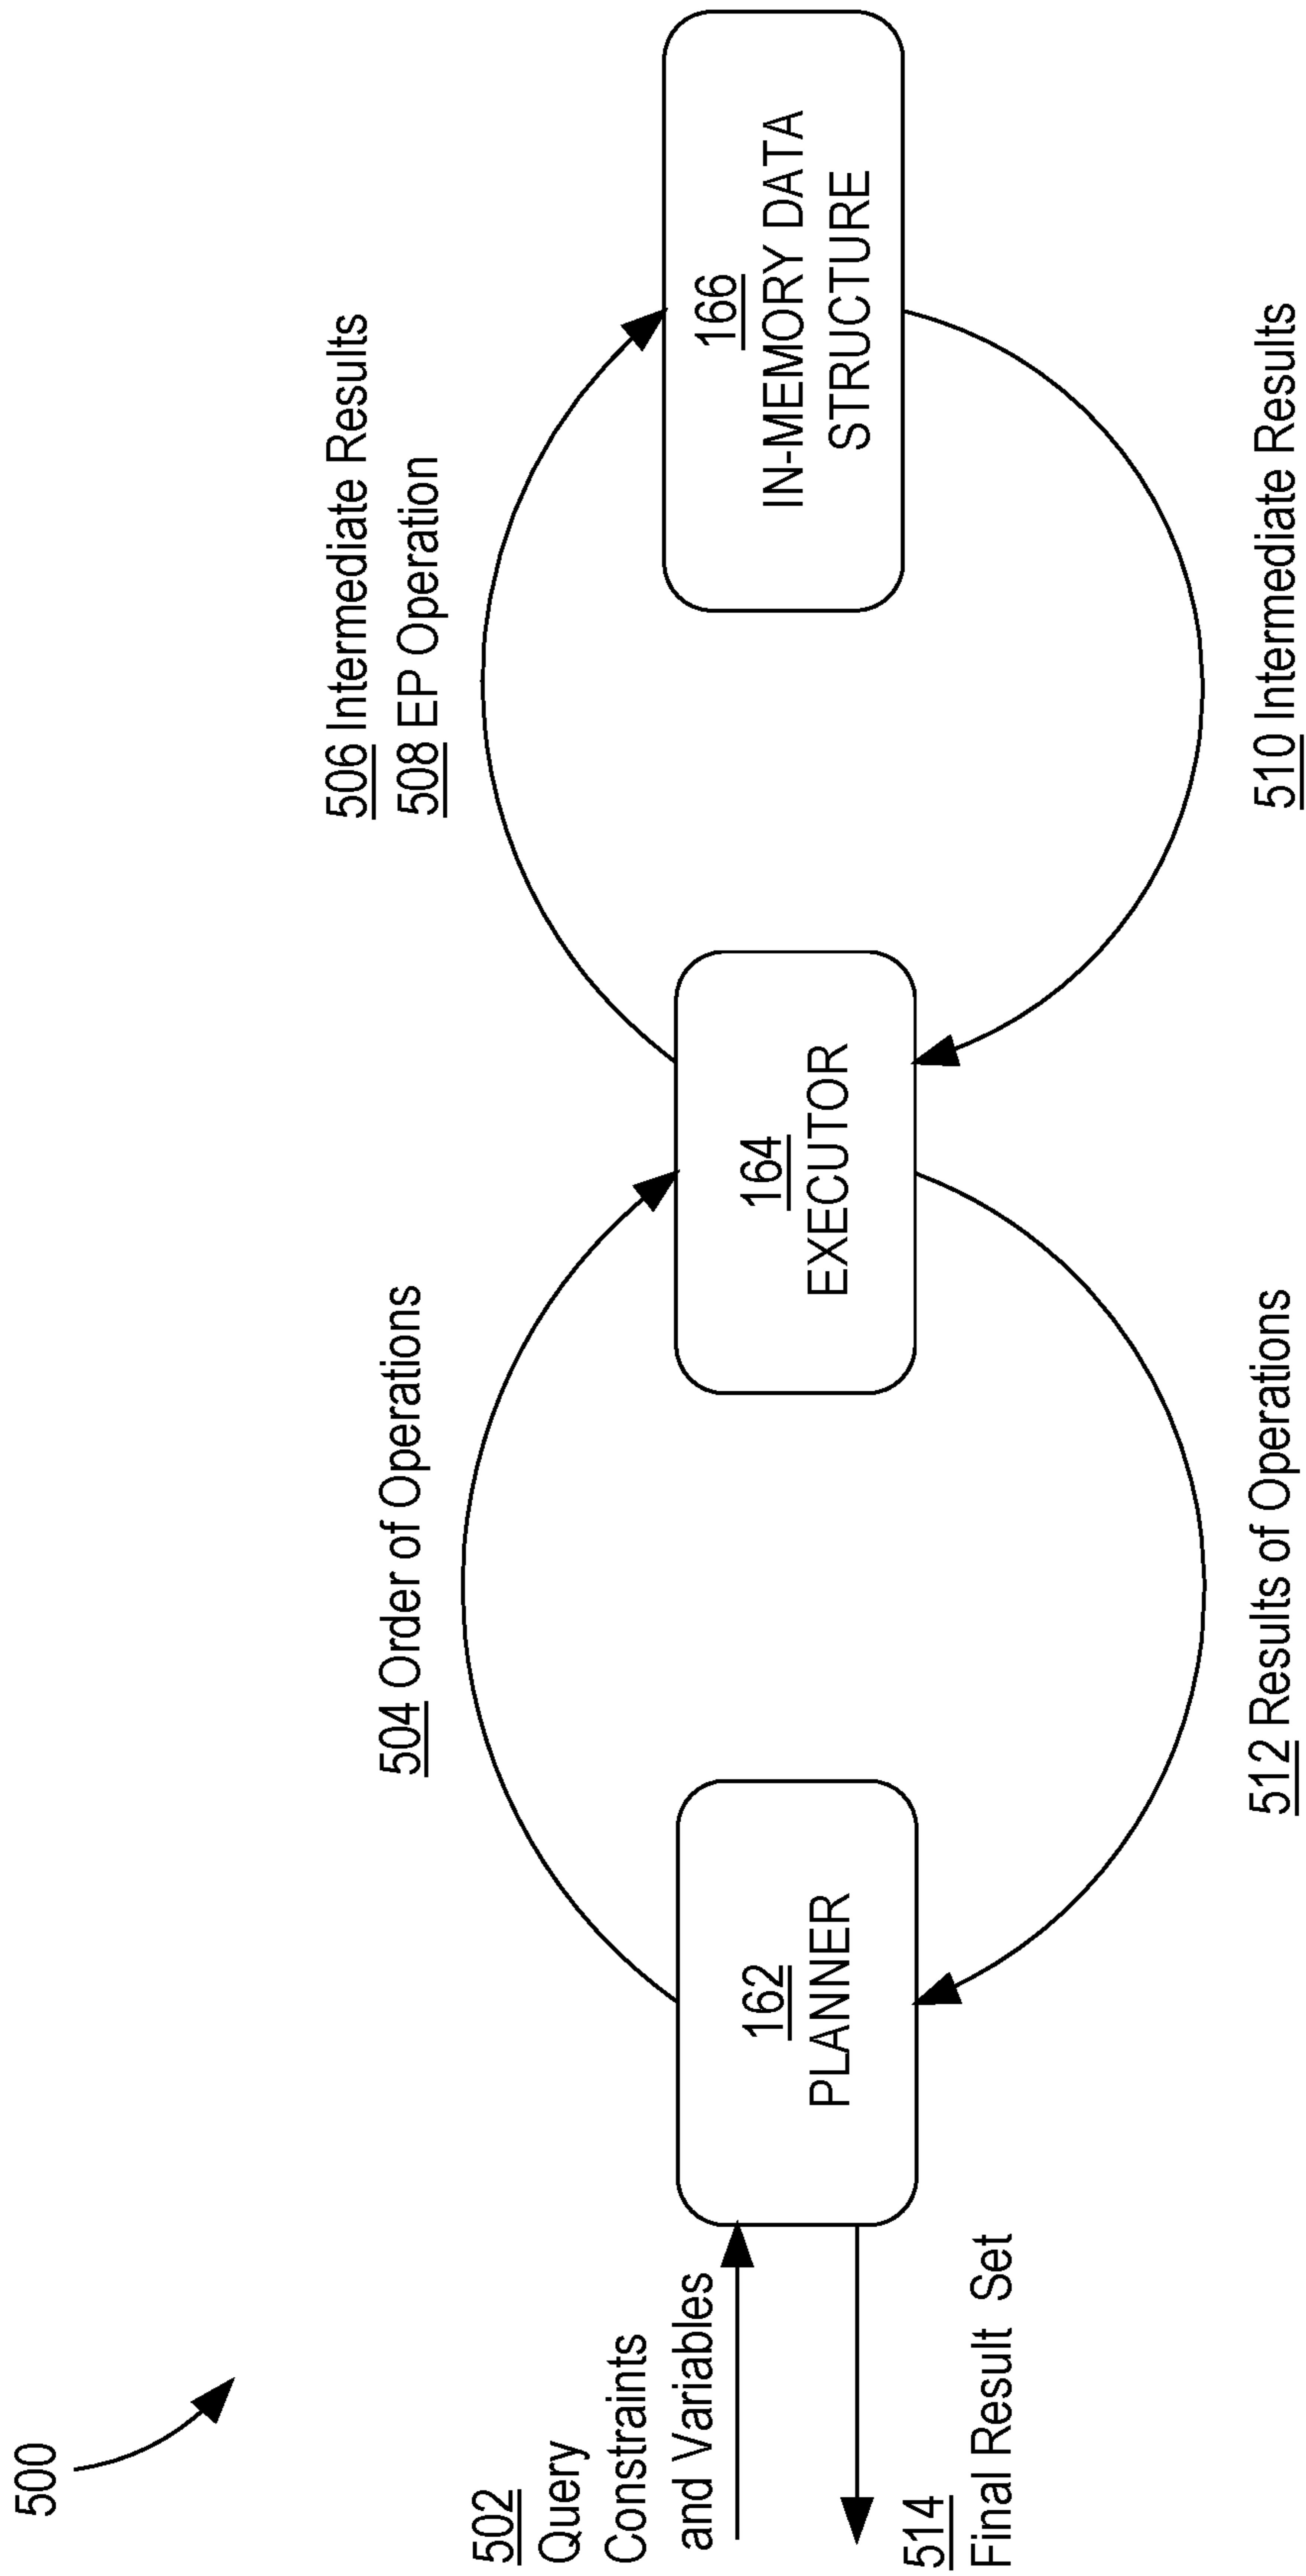 500
506 Intermediate Results
508 EP Operation
504 Order of Operations
502
Query
Constraints
and Variables
162
PLANNER
164
EXECUTOR
166
IN-MEMORY DATA
STRUCTURE
514
Final Result Set
512 Results of Operations
510 Intermediate Results